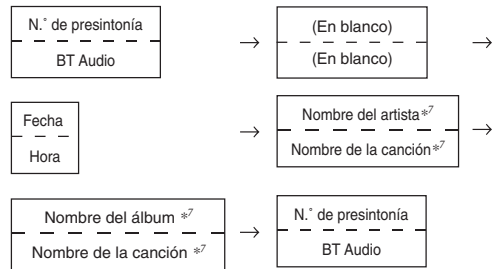 N.˚ de presintonía
BT Audio
→
(En blanco)
(En blanco)
→
Fecha
Hora
→
Nombre del artista*7
Nombre de la canción*7
→
Nombre del álbum *7
Nombre de la canción *7
→
N.˚ de presintonía
BT Audio